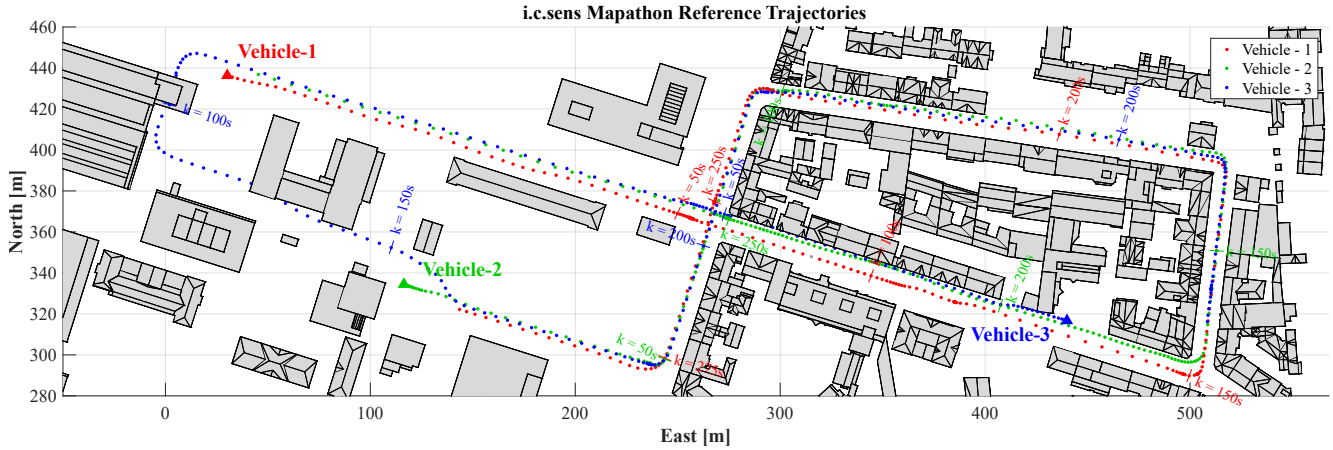 i.c.sens Mapathon Reference Trajectories
460
440
420
400
380
360
340
320
300
280
North [m]
0
100
200
300
400
500
East [m]
Vehicle - 1
Vehicle - 2
Vehicle - 3
Vehicle-1
Vehicle-2
Vehicle-3
k = 100s
k = 150s
k = 200s
k = 50s
k = 250s
k = 50s
k = 250s
k = 200s
k = 200s
k = 200s
k = 150s
k = 150s
k = 50s
k = 275s